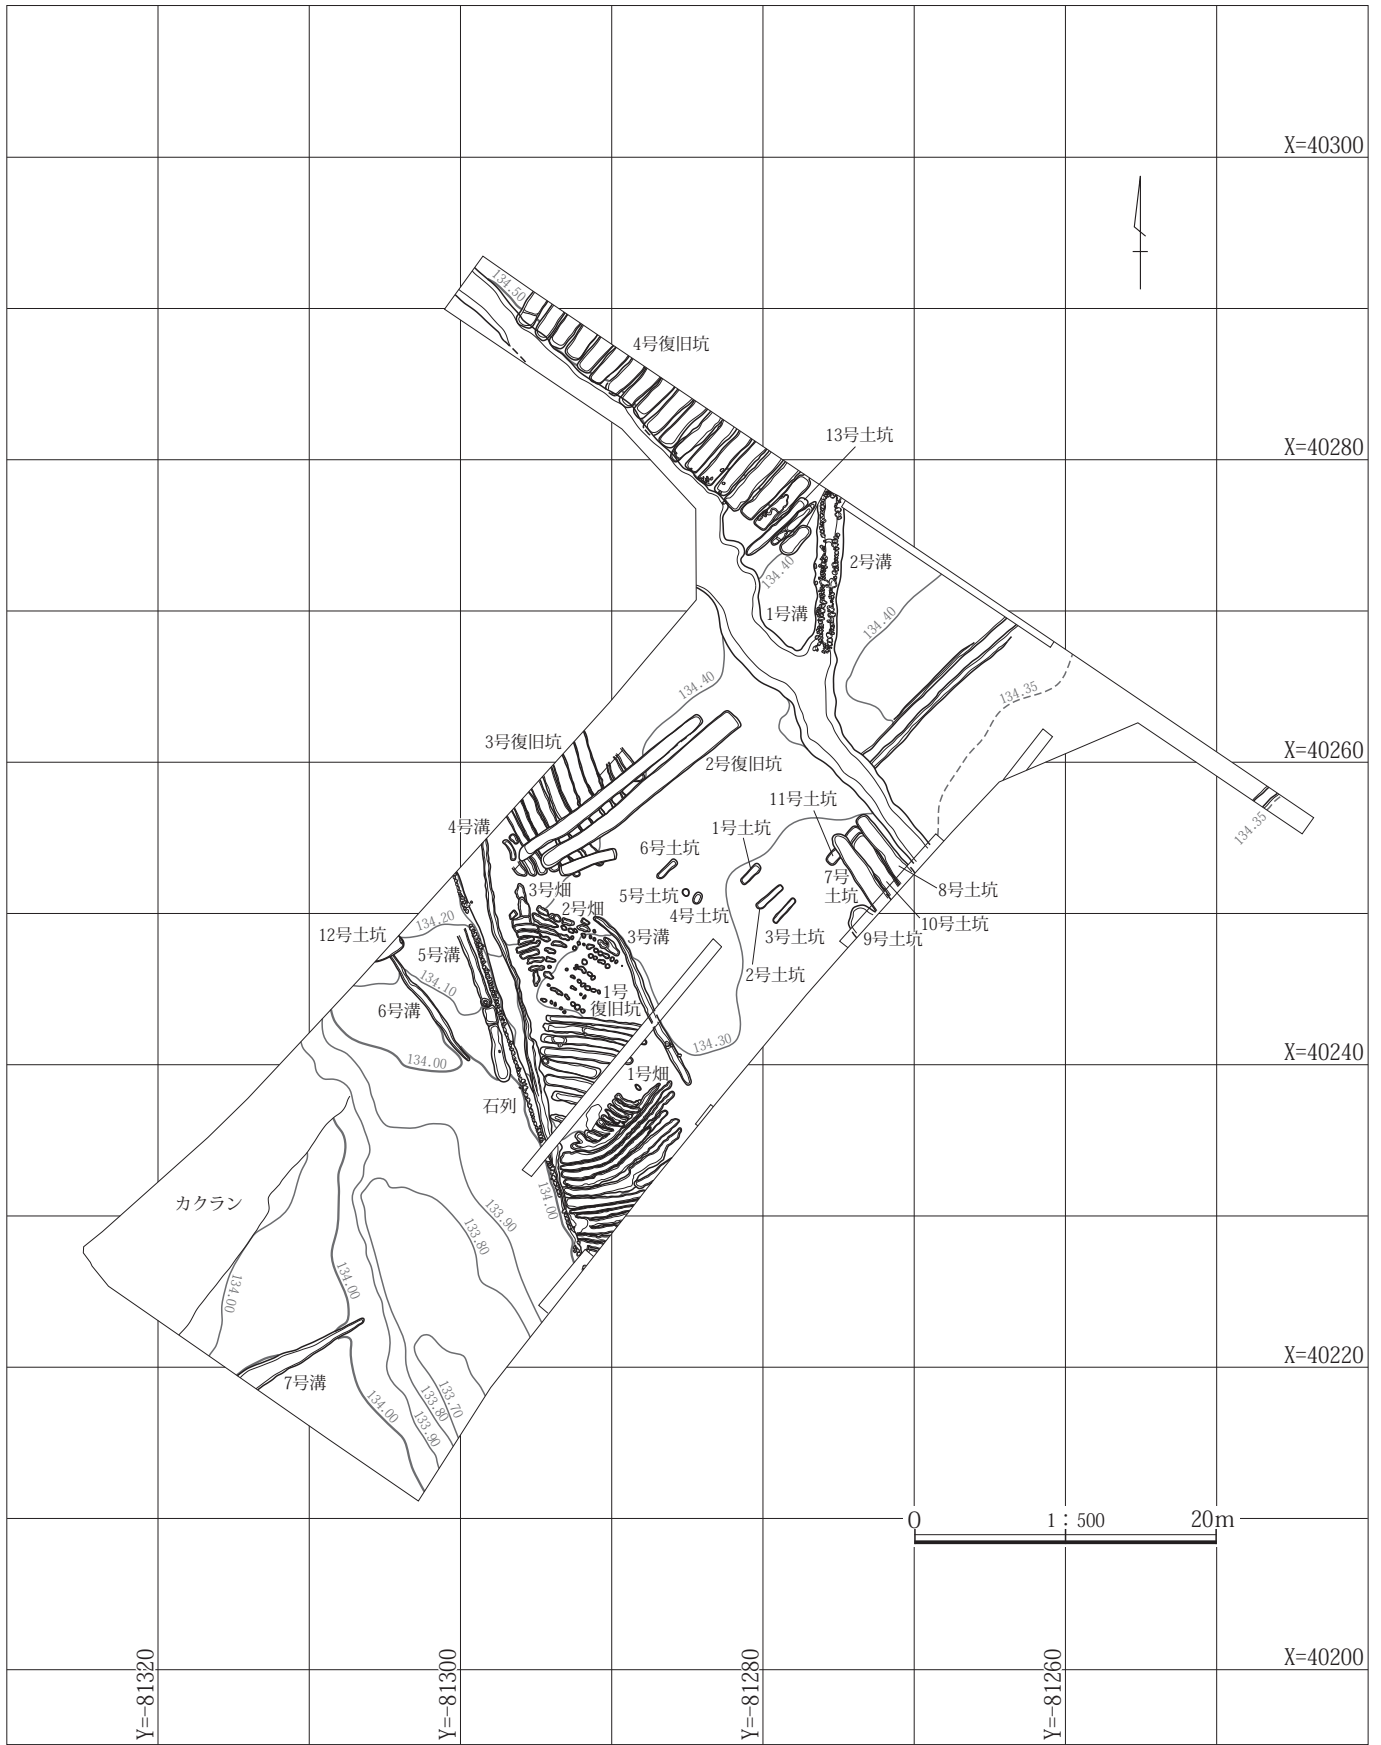 X=40300
134.50
4号復旧坑
13号土坑
X=40280
2号溝
134.40
1号溝
134.40
134.40
134.35
3号復旧坑
2号復旧坑
X=40260
11号土坑
4号溝
1号土坑
134.35
6号土坑
7号
土坑
8号土坑
3号畑
5号土坑
2号畑
4号土坑
134.20
10号土坑
12号土坑
3号溝
3号土坑
9号土坑
5号溝
2号土坑
134.10
1号
復旧坑
6号溝
134.30
X=40240
134.00
1号畑
石列
134.00
カクラン
133.90
133.80
134.00
134.00
X=40220
7号溝
134.00
133.70
133.80
133.90
0
1：500
20m
X=40200
Y=-81320
Y=-81300
Y=-81280
Y=-81260